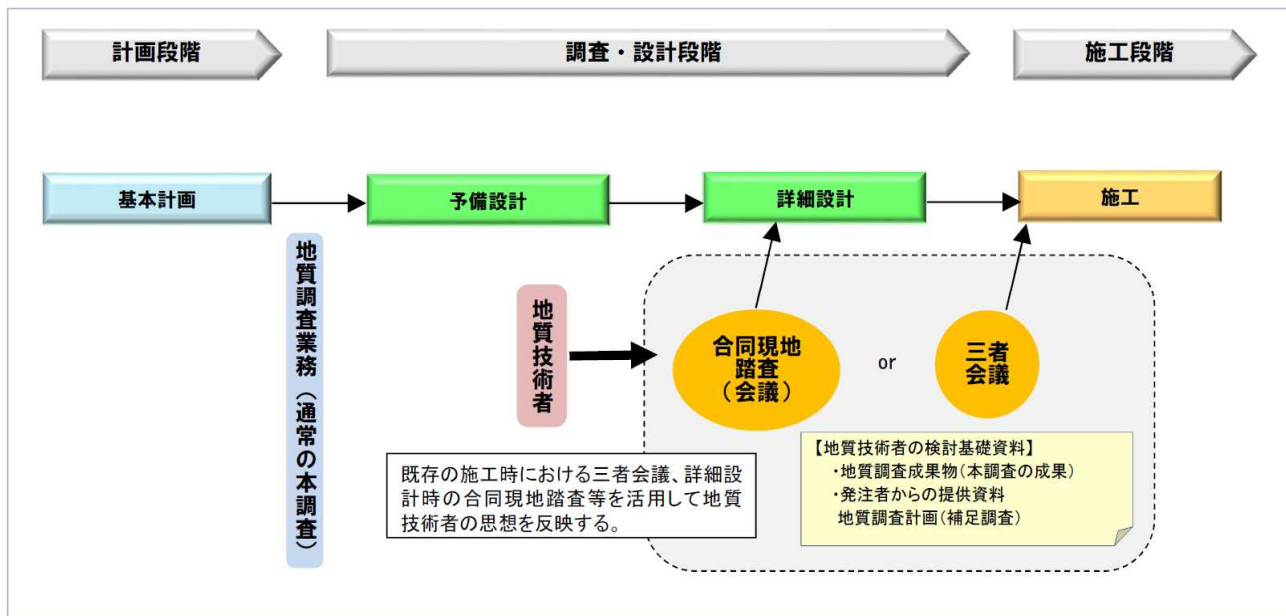 計画段階
調査・設計段階
施工段階
基本計画
予備設計
詳細設計
施工
地質調査業務（通常の本調査）
地質技術者
合同現地
踏査
（会議）
or
三者
会議
既存の施工時における三者会議、詳細設
計時の合同現地踏査等を活用して地質
技術者の思想を反映する。
【地質技術者の検討基礎資料】
・地質調査成果物(本調査の成果)
・発注者からの提供資料
地質調査計画(補足調査)